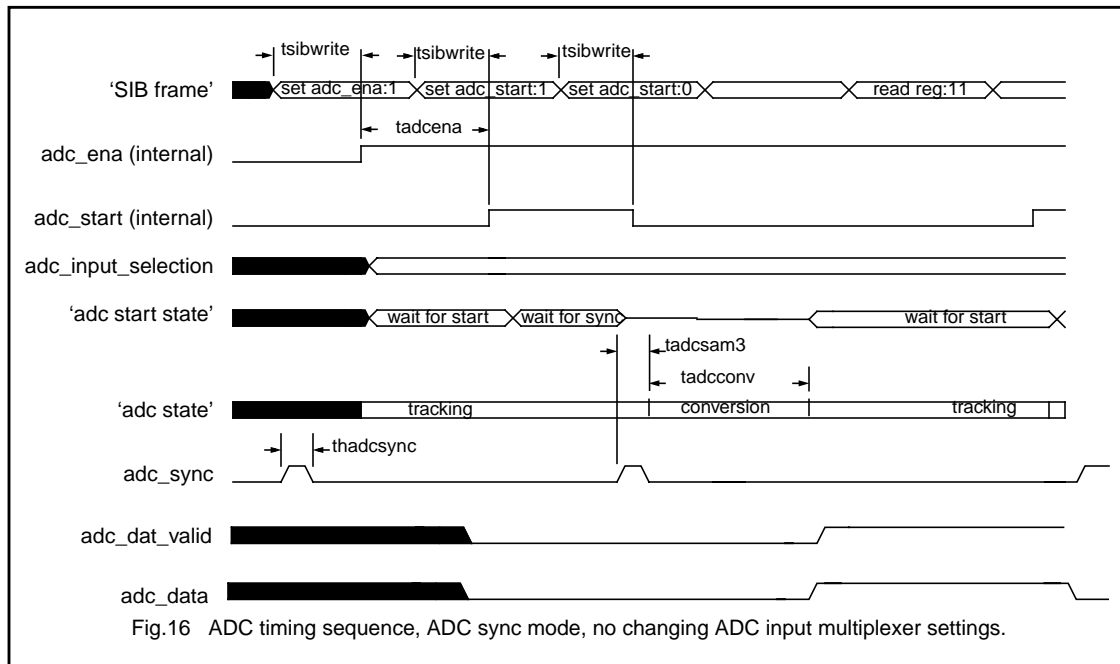 tsibwrite tsibwrite tsibwrite
‘SIB frame’ set adc_ena:1 set adc_start:1 set adc_start:0 read reg:11
tadcena
adc_ena (internal)
adc_start (internal)
adc_input_selection
‘adc start state’ wait for start wait for sync wait for start
tadcsam3
tadcconv
‘adc state’ tracking conversion tracking
thadcsync
adc_sync
adc_dat_valid
adc_data
Fig.16 ADC timing sequence, ADC sync mode, no changing ADC input multiplexer settings.